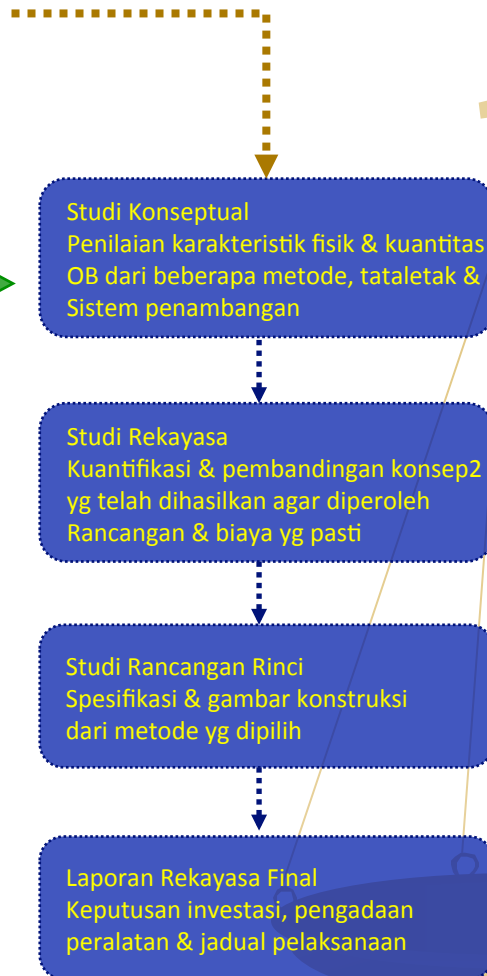 Studi Konseptual
Penilaian karakteristik fisik & kuantitas
OB dari beberapa metode, tataletak &
Sistem penambangan
Studi Rekayasa
Kuantifikasi & pembandingan konsep2
yg telah dihasilkan agar diperoleh
Rancangan & biaya yg pasti
Studi Rancangan Rinci
Spesifikasi & gambar konstruksi
dari metode yg dipilih
Laporan Rekayasa Final
Keputusan investasi, pengadaan
peralatan & jadual pelaksanaan